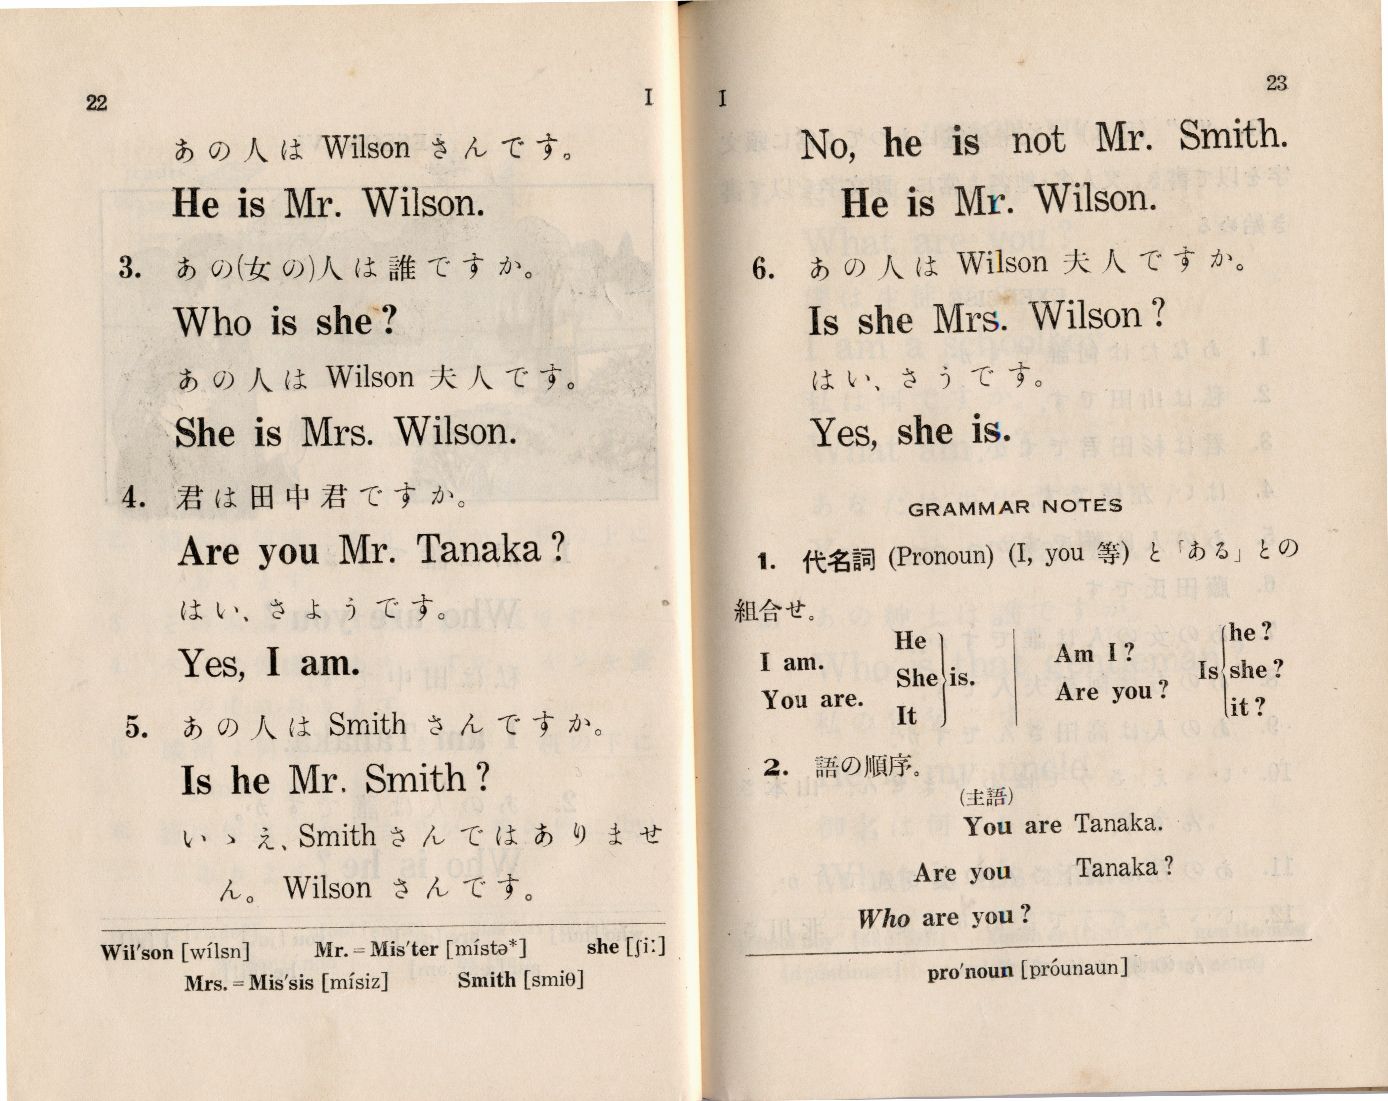 22 I
あの人は Wilson さんです。
He is Mr. Wilson.
3. あの(女の)人は誰ですか。
Who is she?
あの人は Wilson 夫人です。
She is Mrs. Wilson.
4. 君は田中君ですか。
Are you Mr. Tanaka?
はい、さようです。
Yes, I am.
5. あの人は Smith さんですか。
Is he Mr. Smith?
いゝえ、Smith さんではありませ
ん。 Wilson さんです。
Wil′son [wílsn] Mr. = Mis′ter [místə*] she [ʃiː]
Mrs. = Mis′sis [mísiz] Smith [smiθ]
I 23
No, he is not Mr. Smith.
He is Mr. Wilson.
6. あの人は Wilson 夫人ですか。
Is she Mrs. Wilson?
はい、さうです。
Yes, she is.
GRAMMAR NOTES
1. 代名詞 (Pronoun) (I, you 等) と「ある」との
組合せ。
I am.
You are.
He
She
It
is.
Am I?
Are you?
Is
he?
she?
it?
2. 語の順序。
(主語)
You are Tanaka.
Are you Tanaka?
Who are you?
pro′noun [próunaun]